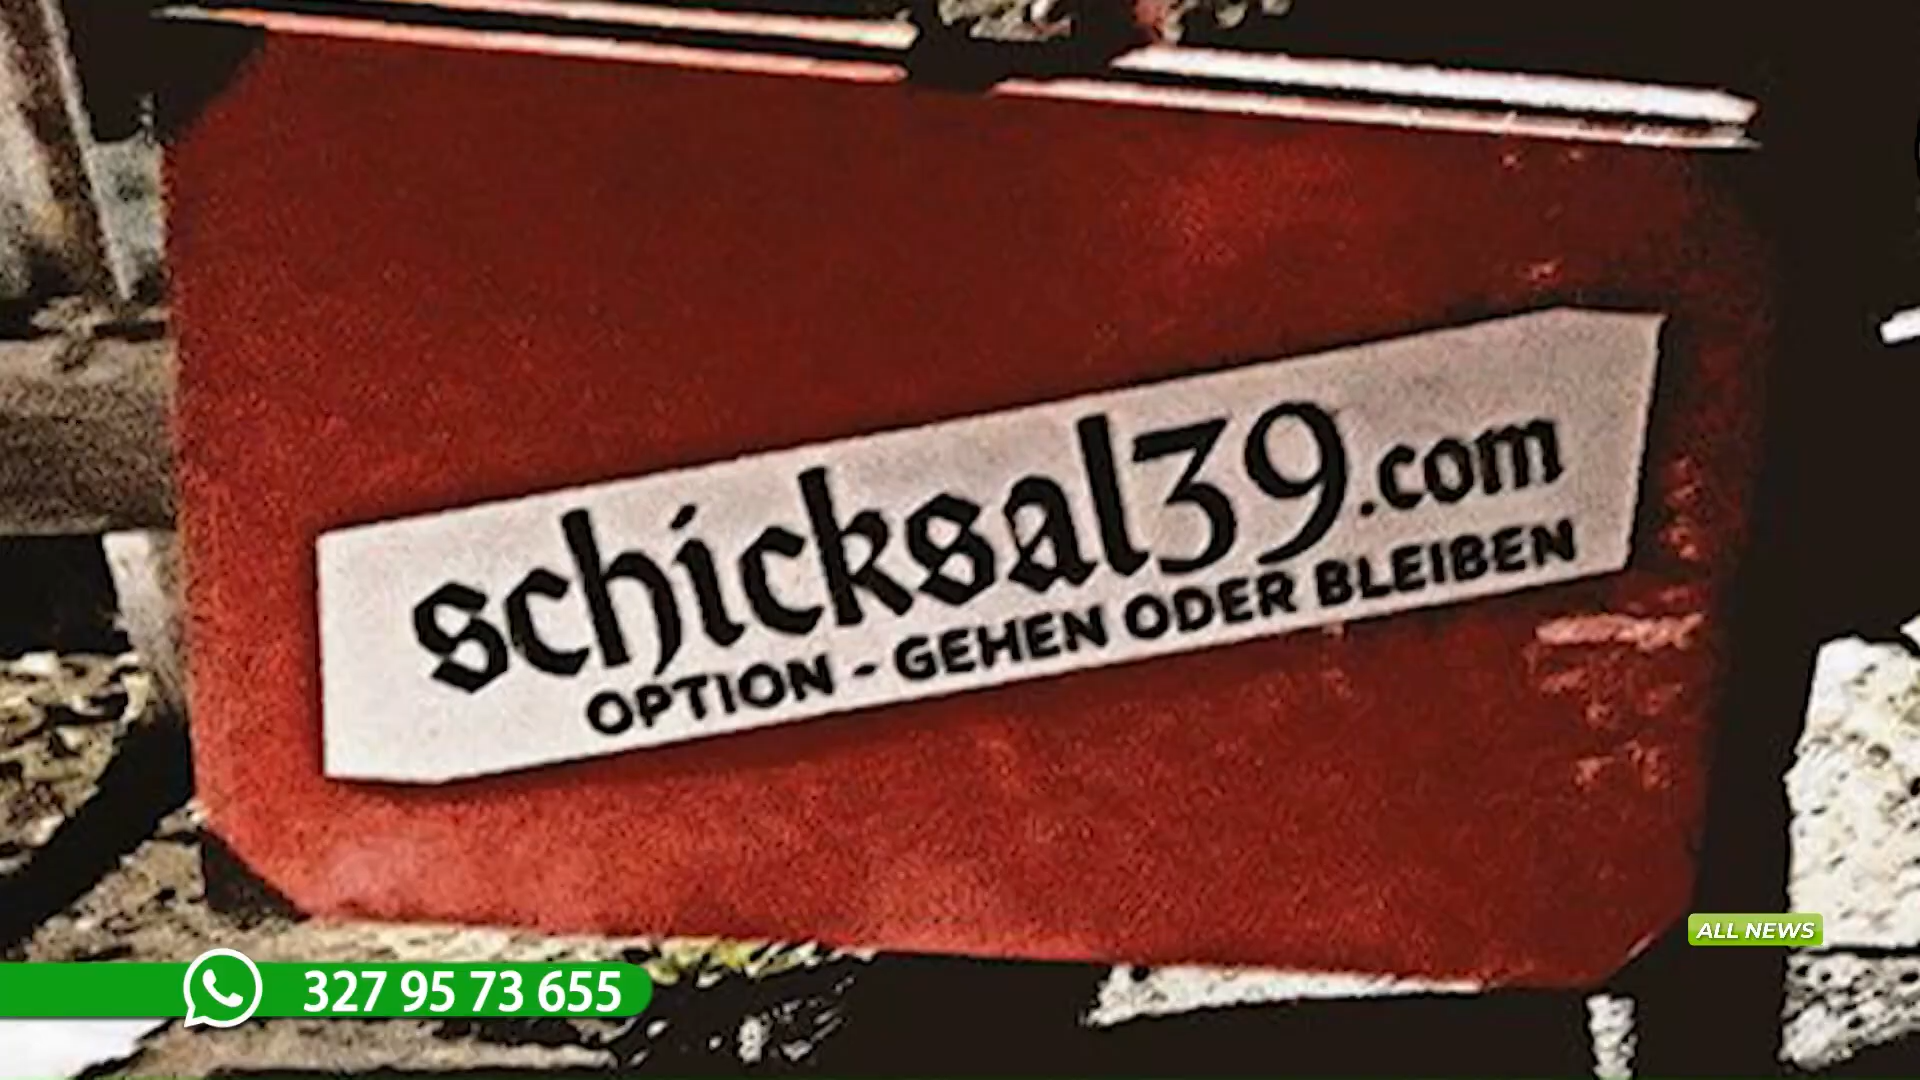 schicksal39.com
OPTION - GEHEN ODER BLEIBEN
ALL NEWS
327 95 73 655